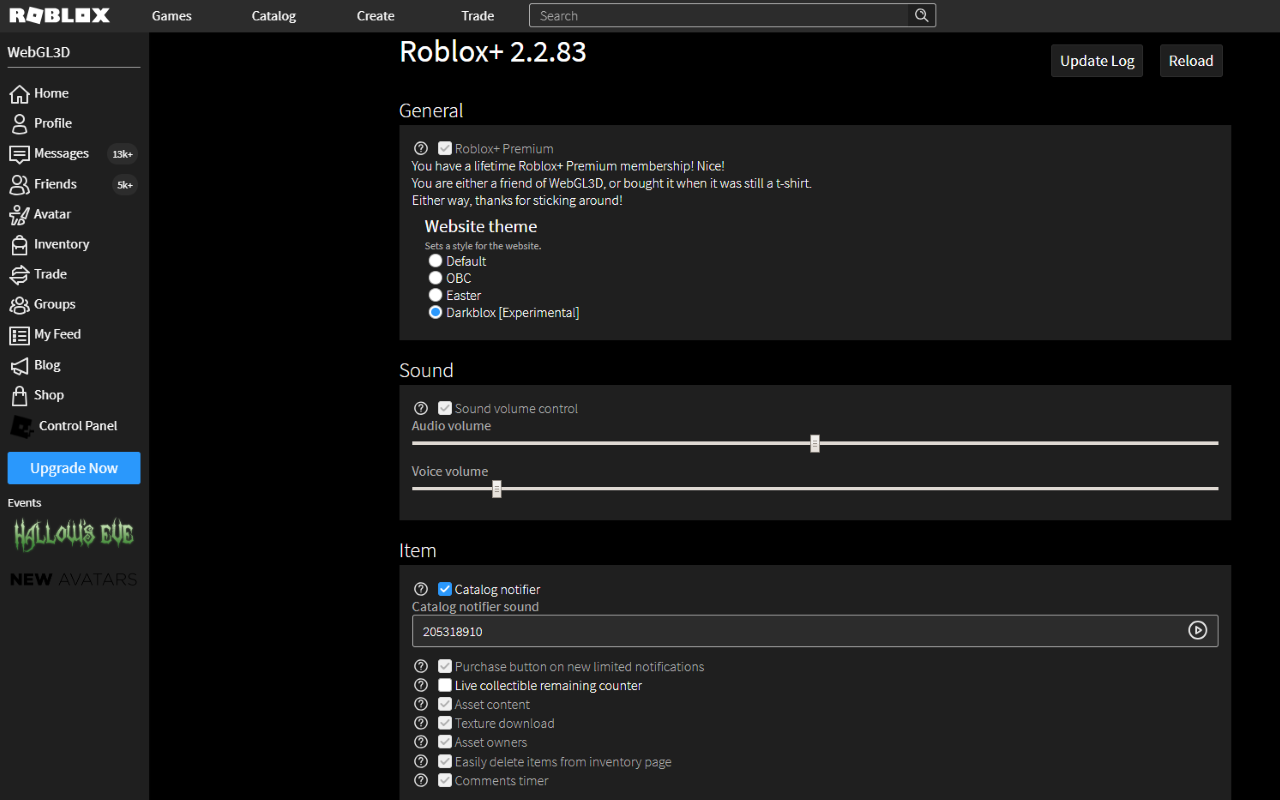 ROBLOX Games Catalog Create Trade Search
WebGL3D
Home
Profile
Messages 13k+
Friends 5k+
Avatar
Inventory
Trade
Groups
My Feed
Blog
Shop
Control Panel
Upgrade Now
Events
HALLOW'S EVE
NEW AVATARS
Roblox+ 2.2.83
Update Log Reload
General
Roblox+ Premium
You have a lifetime Roblox+ Premium membership! Nice!
You are either a friend of WebGL3D, or bought it when it was still a t-shirt.
Either way, thanks for sticking around!
Website theme
Sets a style for the website.
Default
OBC
Easter
Darkblox [Experimental]
Sound
Sound volume control
Audio volume
Voice volume
Item
Catalog notifier
Catalog notifier sound
205318910
Purchase button on new limited notifications
Live collectible remaining counter
Asset content
Texture download
Asset owners
Easily delete items from inventory page
Comments timer